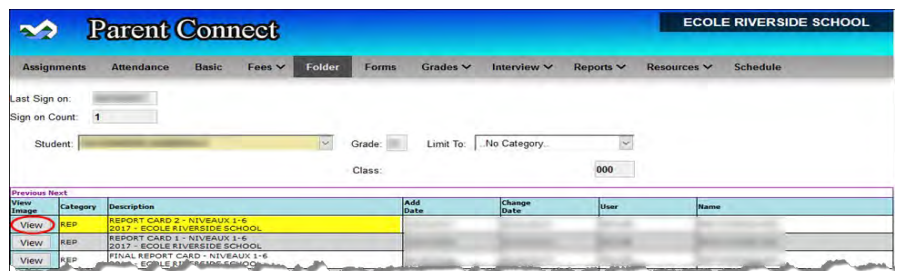 Parent Connect
ECOLE RIVERSIDE SCHOOL
Assignments Attendance Basic Fees Folder Forms Grades Interview Reports Resources Schedule
Last Sign on:
Sign on Count: 1
Student: Grade: Limit To: ..No Category..
Class: 000
Previous Next
View Image Category Description Add Date Change Date User Name
View REP REPORT CARD 2 - NIVEAUX 1-6
2017 - ECOLE RIVERSIDE SCHOOL
View REP REPORT CARD 1 - NIVEAUX 1-6
2017 - ECOLE RIVERSIDE SCHOOL
View REP FINAL REPORT CARD - NIVEAUX 1-6
ECOLE RIVERSIDE SCHOOL